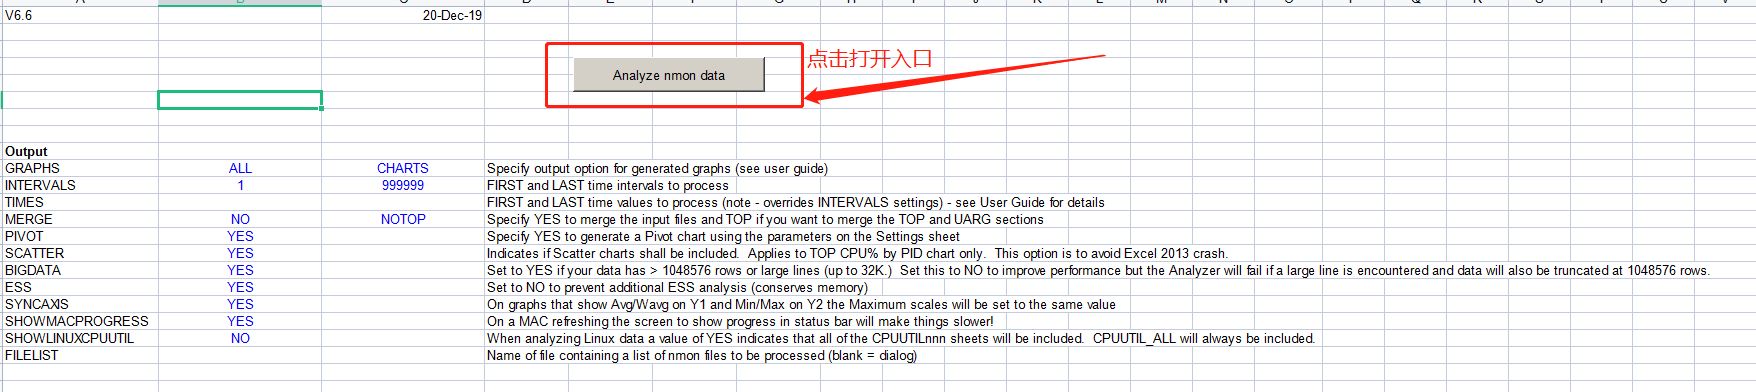 V6.6 20-Dec-19
点击打开入口
Analyze nmon data
Output
GRAPHS ALL CHARTS Specify output option for generated graphs (see user guide)
INTERVALS 1 999999 FIRST and LAST time intervals to process
TIMES FIRST and LAST time values to process (note - overrides INTERVALS settings) - see User Guide for details
MERGE NO NOTOP Specify YES to merge the input files and TOP if you want to merge the TOP and UARG sections
PIVOT YES Specify YES to generate a Pivot chart using the parameters on the Settings sheet
SCATTER YES Indicates if Scatter charts shall be included.  Applies to TOP CPU% by PID chart only.  This option is to avoid Excel 2013 crash.
BIGDATA YES Set to YES if your data has > 1048576 rows or large lines (up to 32K.)  Set this to NO to improve performance but the Analyzer will fail if a large line is encountered and data will also be truncated at 1048576 rows.
ESS YES Set to NO to prevent additional ESS analysis (conserves memory)
SYNCAXIS YES On graphs that show Avg/Wavg on Y1 and Min/Max on Y2 the Maximum scales will be set to the same value
SHOWMACPROGRESS YES On a MAC refreshing the screen to show progress in status bar will make things slower!
SHOWLINUXCPUUTIL NO When analyzing Linux data a value of YES indicates that all of the CPUUTILnnn sheets will be included.  CPUUTIL_ALL will always be included.
FILELIST Name of file containing a list of nmon files to be processed (blank = dialog)